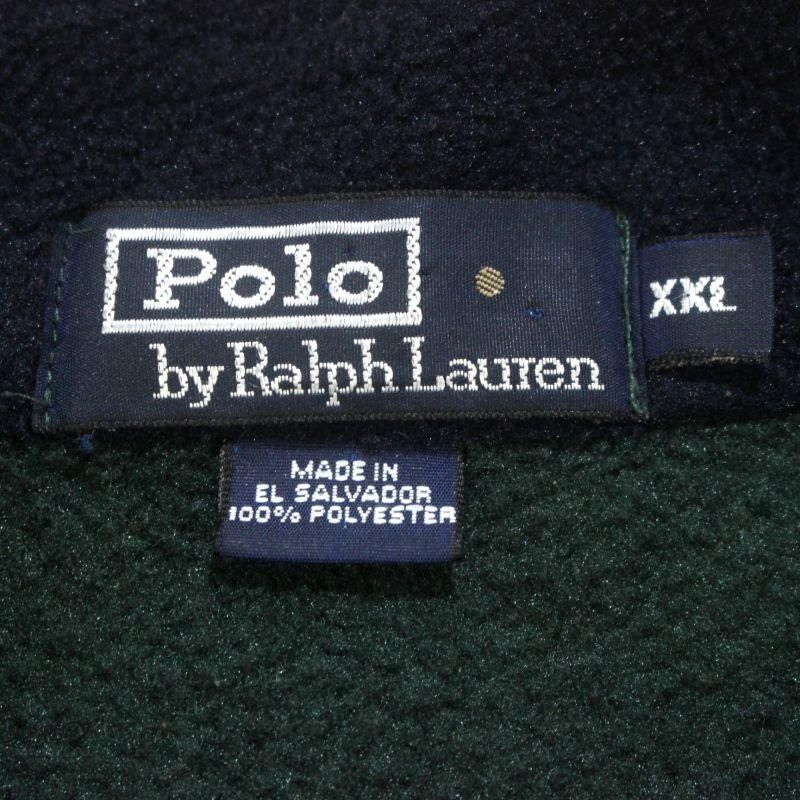 Polo
by Ralph Lauren
XXL
MADE IN
EL SALVADOR
100% POLYESTER